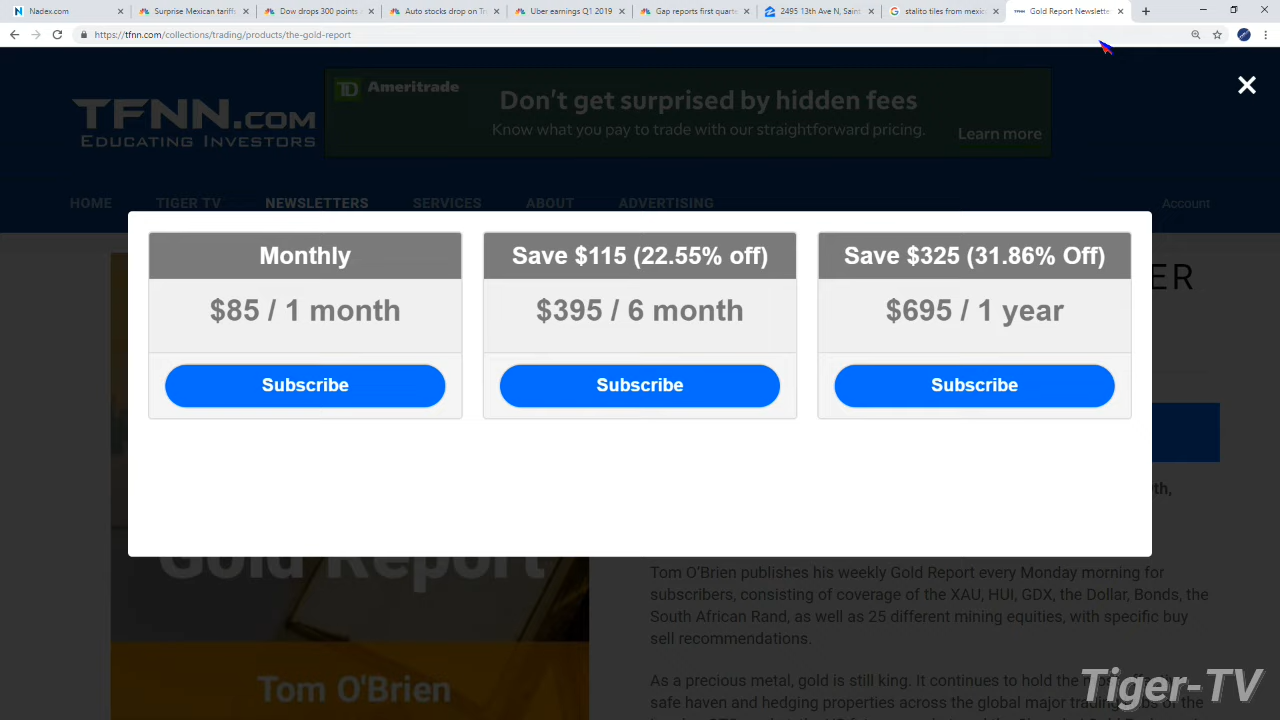 Nadex.com
Surprise Mexican tariff
Dow drops 300 points
Auto stocks drop on Tr
Uber earnings Q1 2019
Gap reports first quarte
2495 13th Ave N, Saint
stalito tiles from mexic
Gold Report Newslette
https://tfnn.com/collections/trading/products/the-gold-report
TFNN.COM
EDUCATING INVESTORS
TD Ameritrade
Don't get surprised by hidden fees
Know what you pay to trade with our straightforward pricing.
Learn more
HOME TIGER TV NEWSLETTERS SERVICES ABOUT ADVERTISING Account
Monthly
$85 / 1 month
Subscribe
Save $115 (22.55% off)
$395 / 6 month
Subscribe
Save $325 (31.86% Off)
$695 / 1 year
Subscribe
ER
th,
Gold Report
Tom O'Brien
Tom O'Brien publishes his weekly Gold Report every Monday morning for
subscribers, consisting of coverage of the XAU, HUI, GDX, the Dollar, Bonds, the
South African Rand, as well as 25 different mining equities, with specific buy
sell recommendations.
As a precious metal, gold is still king. It continues to hold the
safe haven and hedging properties across the global major trading
Tiger-TV